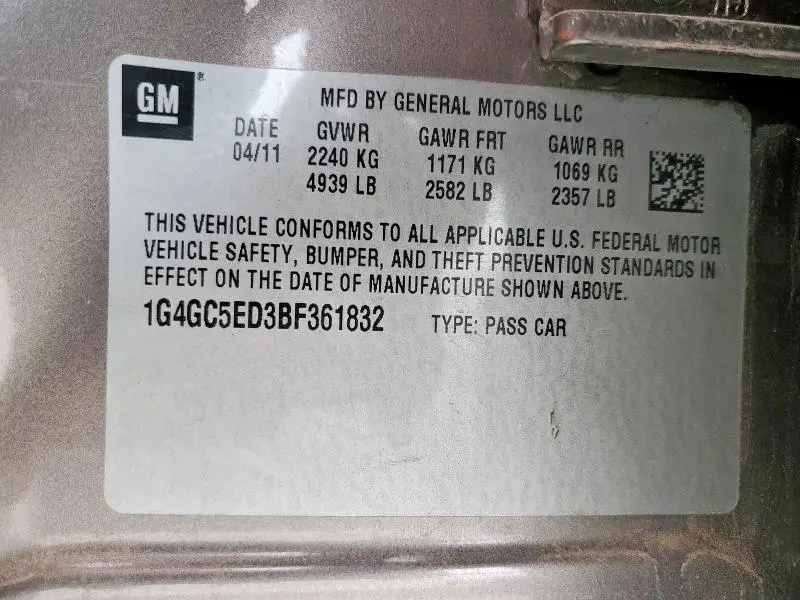 GM®
MFD BY GENERAL MOTORS LLC
DATE GVWR GAWR FRT GAWR RR
04/11 2240 KG 1171 KG 1069 KG
4939 LB 2582 LB 2357 LB
THIS VEHICLE CONFORMS TO ALL APPLICABLE U.S. FEDERAL MOTOR
VEHICLE SAFETY, BUMPER, AND THEFT PREVENTION STANDARDS IN
EFFECT ON THE DATE OF MANUFACTURE SHOWN ABOVE.
1G4GC5ED3BF361832 TYPE: PASS CAR